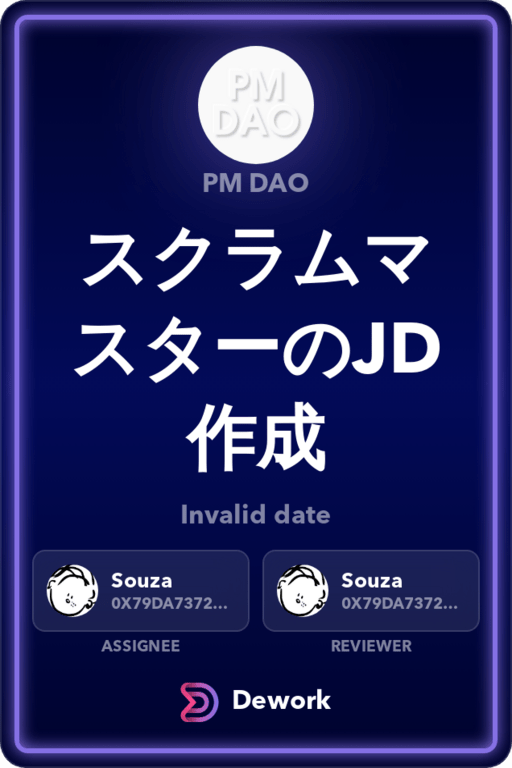 PM
DAO
PM DAO
スクラムマ
スターのJD
作成
Invalid date
Souza
0X79DA7372...
Souza
0X79DA7372...
ASSIGNEE
REVIEWER
Dework